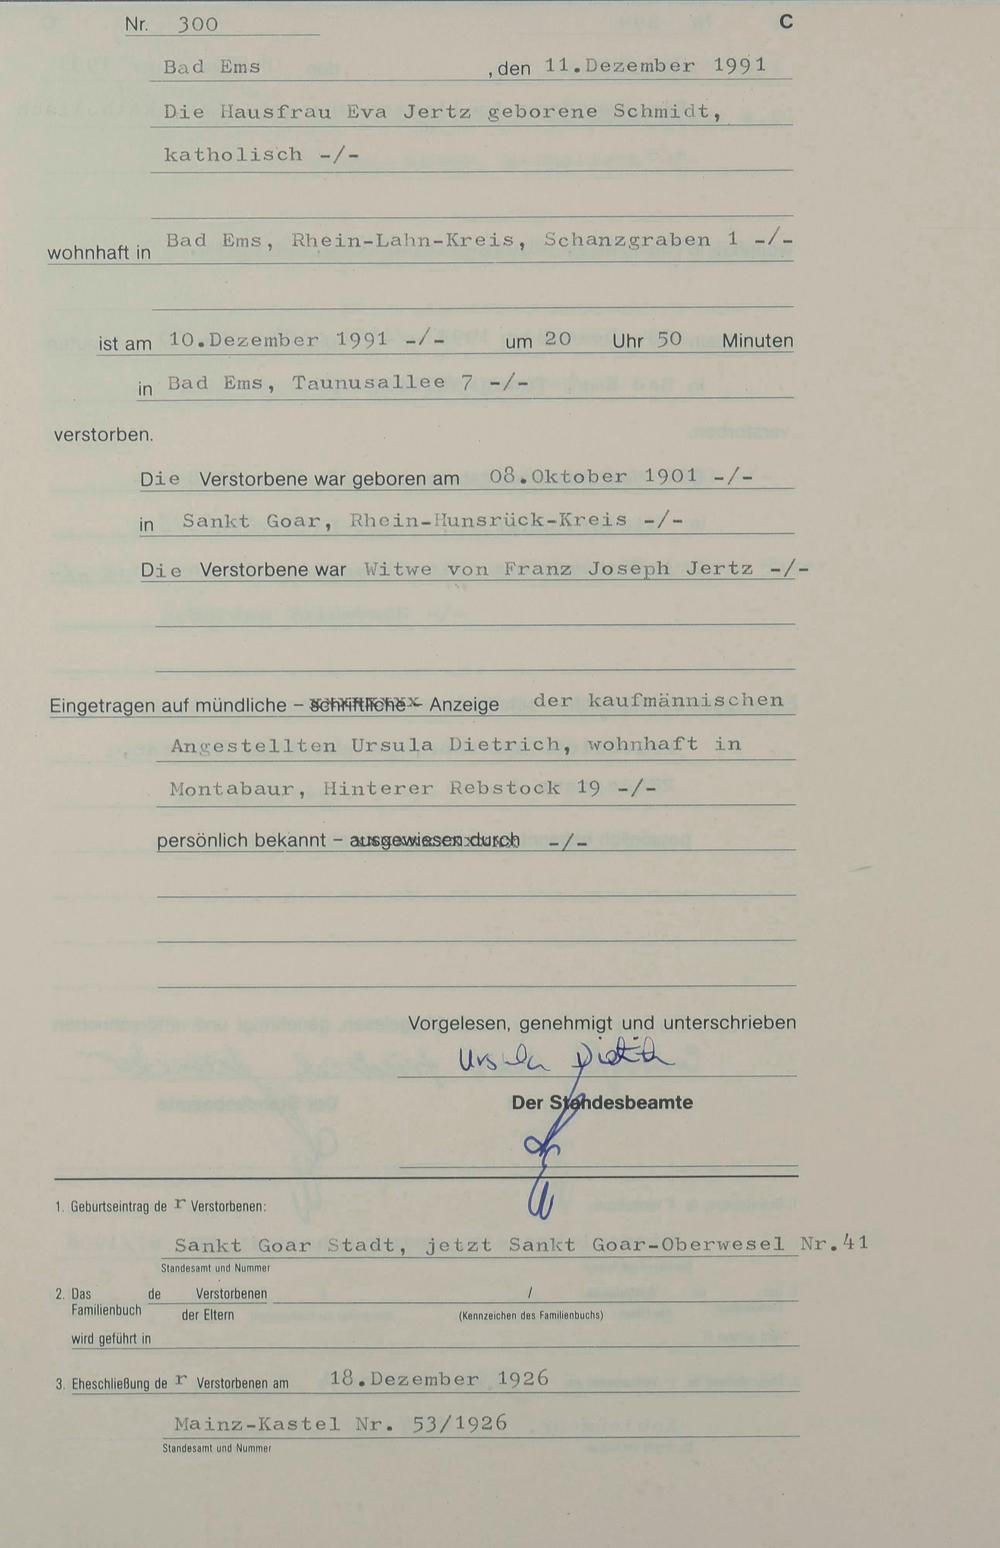 Nr. 300 C
Bad Ems , den 11.Dezember 1991
Die Hausfrau Eva Jertz geborene Schmidt,
katholisch -/-
wohnhaft in Bad Ems, Rhein-Lahn-Kreis, Schanzgraben 1 -/-
ist am 10.Dezember 1991 -/- um 20 Uhr 50 Minuten
in Bad Ems, Taunusallee 7 -/-
verstorben.
Die Verstorbene war geboren am 08.Oktober 1901 -/-
in Sankt Goar, Rhein-Hunsrück-Kreis -/-
Die Verstorbene war Witwe von Franz Joseph Jertz -/-
Eingetragen auf mündliche – schriftliche – Anzeige der kaufmännischen
Angestellten Ursula Dietrich, wohnhaft in
Montabaur, Hinterer Rebstock 19 -/-
persönlich bekannt – ausgewiesen durch -/-
Vorgelesen, genehmigt und unterschrieben
Ursula Dietrich
Der Standesbeamte
1. Geburtseintrag de r Verstorbenen:
Sankt Goar Stadt, jetzt Sankt Goar-Oberwesel Nr.41
Standesamt und Nummer
2. Das Familienbuch de Verstorbenen /
der Eltern (Kennzeichen des Familienbuchs)
wird geführt in
3. Eheschließung de r Verstorbenen am 18.Dezember 1926
Mainz-Kastel Nr. 53/1926
Standesamt und Nummer